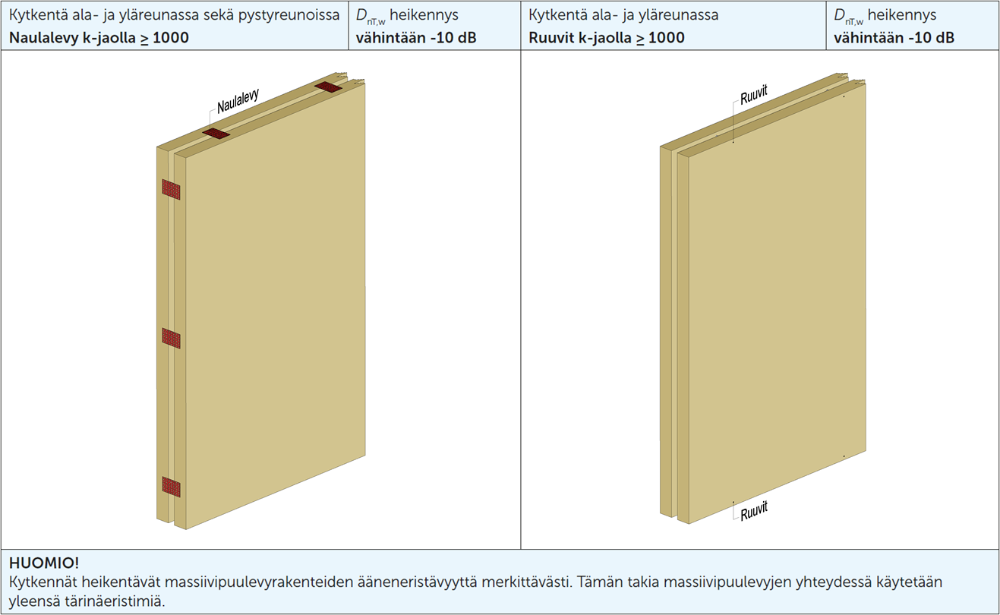 Kytkentä ala- ja yläreunassa sekä pystyreunoissa
Naulalevy k-jaolla ≥ 1000
DnT,w heikennys
vähintään -10 dB
Kytkentä ala- ja yläreunassa
Ruuvit k-jaolla ≥ 1000
DnT,w heikennys
vähintään -10 dB
Naulalevy
Ruuvit
Ruuvit
HUOMIO!
Kytkennät heikentävät massiivipuulevyrakenteiden ääneneristävyyttä merkittävästi. Tämän takia massiivipuulevyjen yhteydessä käytetään
yleensä tärinäeristimiä.